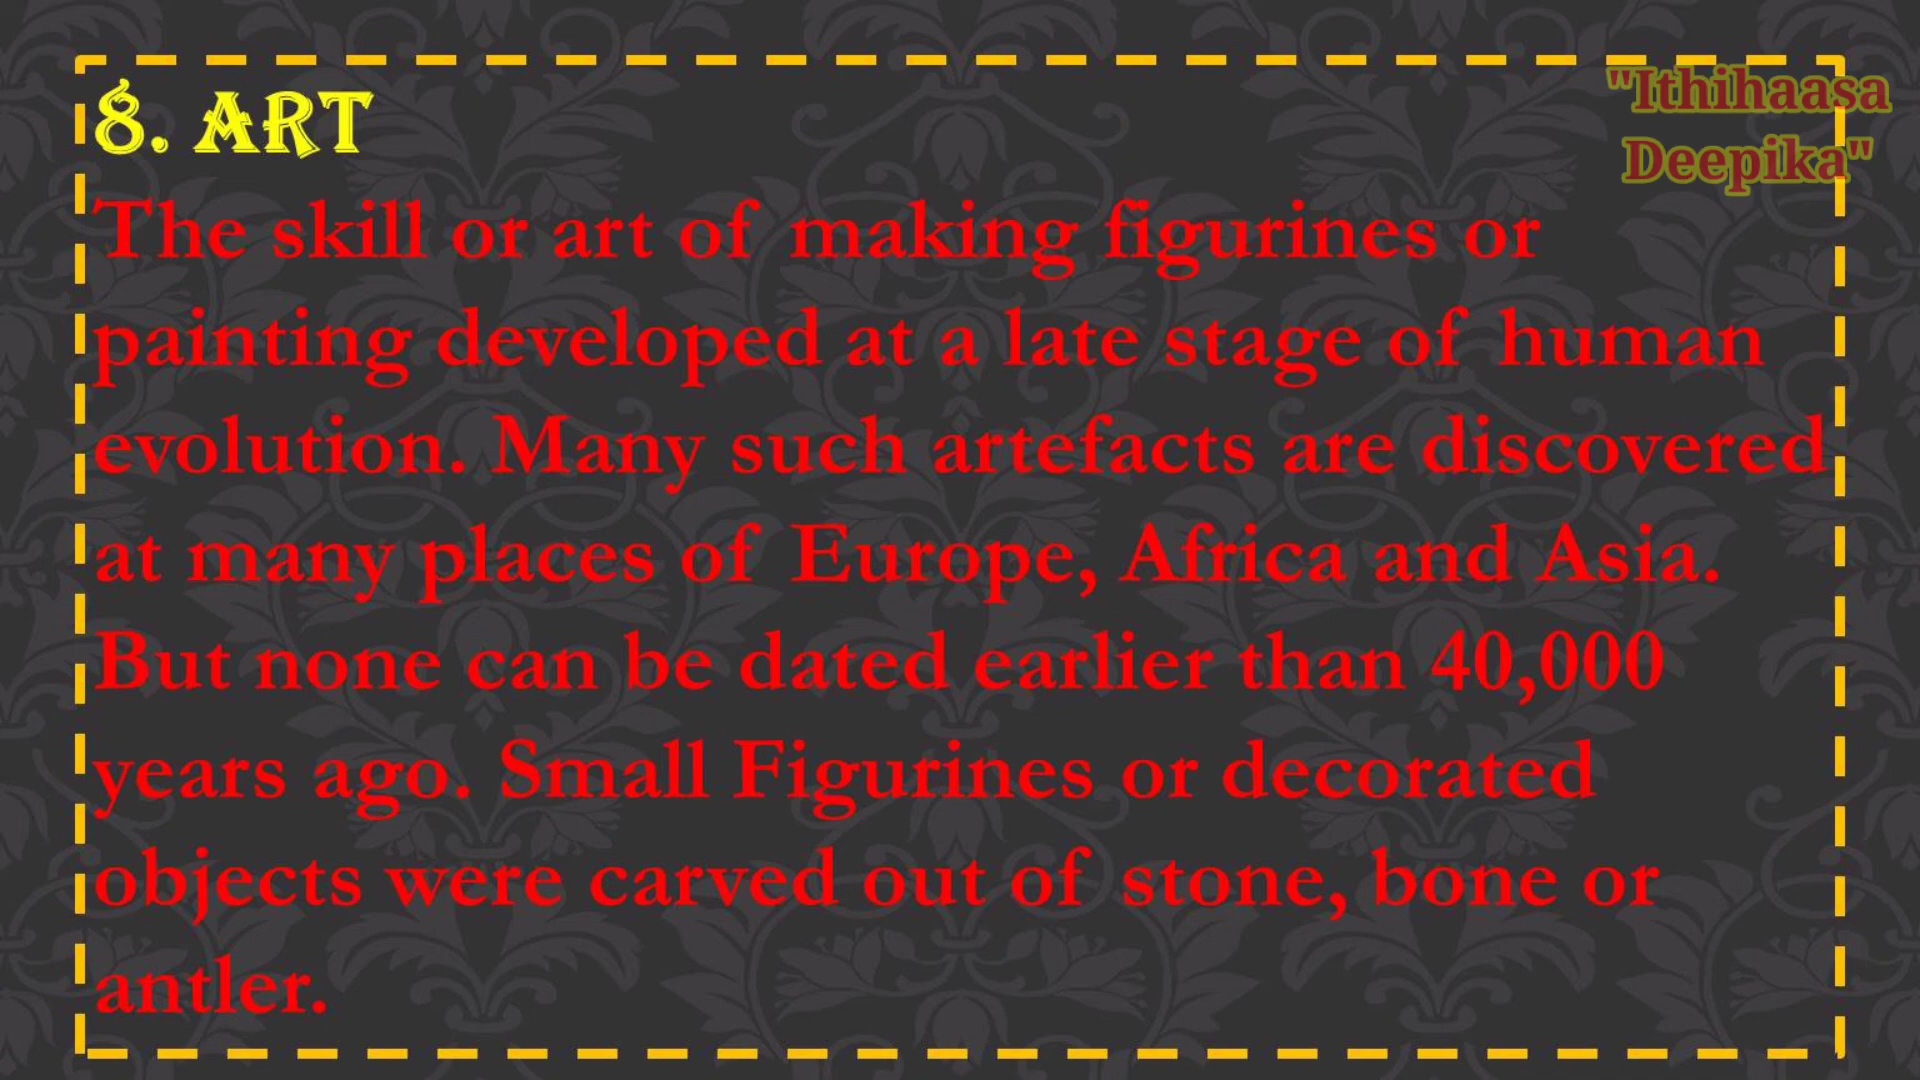 8. ART
"Ithihaasa
Deepika"
The skill or art of making figurines or
painting developed at a late stage of human
evolution. Many such artefacts are discovered
at many places of Europe, Africa and Asia.
But none can be dated earlier than 40,000
years ago. Small Figurines or decorated
objects were carved out of stone, bone or
antler.